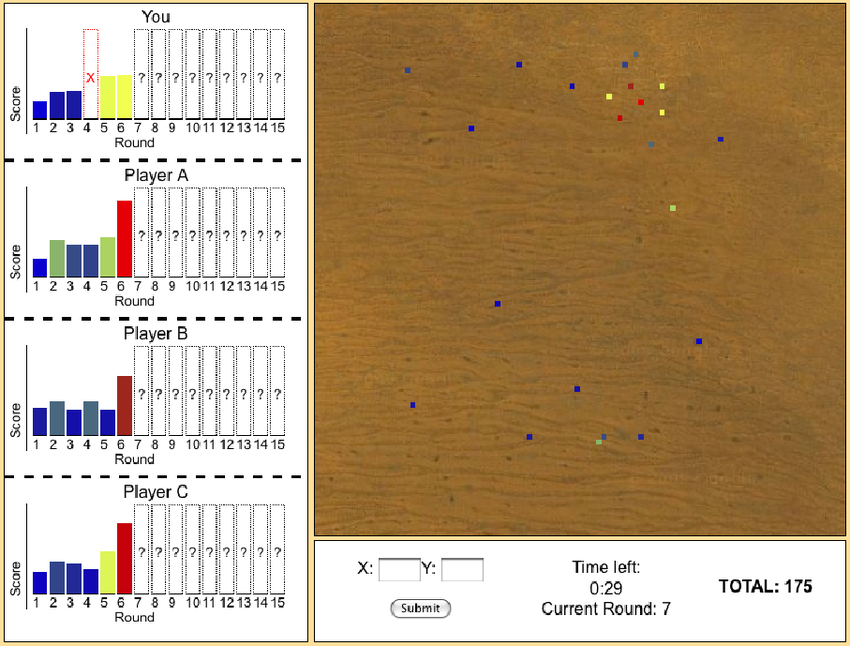 You
Score
X ? ? ? ? ? ? ? ? ?
1 2 3 4 5 6 7 8 9 10 11 12 13 14 15
Round
Player A
Score
? ? ? ? ? ? ? ? ?
1 2 3 4 5 6 7 8 9 10 11 12 13 14 15
Round
Player B
Score
? ? ? ? ? ? ? ? ?
1 2 3 4 5 6 7 8 9 10 11 12 13 14 15
Round
Player C
Score
? ? ? ? ? ? ? ? ?
1 2 3 4 5 6 7 8 9 10 11 12 13 14 15
Round
X: Y:
Submit
Time left:
0:29
Current Round: 7
TOTAL: 175